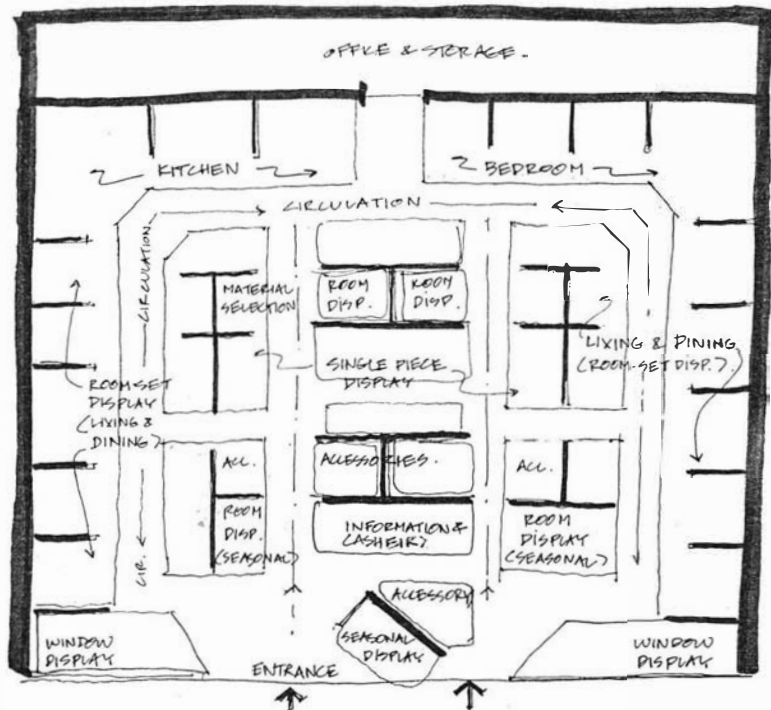 OFFICE & STORAGE.
KITCHEN
BEDROOM
CIRCULATION
CIRCULATION
MATERIAL
SELECTION
ROOM
DISP.
ROOM
DISP.
LIVING & DINING
(ROOM-SET DISP.)
SINGLE PIECE
DISPLAY
ROOM-SET
DISPLAY
(LIVING &
DINING)
ACC.
ACCESSORIES.
ACC.
ROOM
DISP.
(SEASONAL)
INFORMATION &
(CASHEIR)
ROOM
DISPLAY
(SEASONAL)
CIR.
ACCESSORY
SEASONAL
DISPLAY
WINDOW
DISPLAY
ENTRANCE
WINDOW
DISPLAY